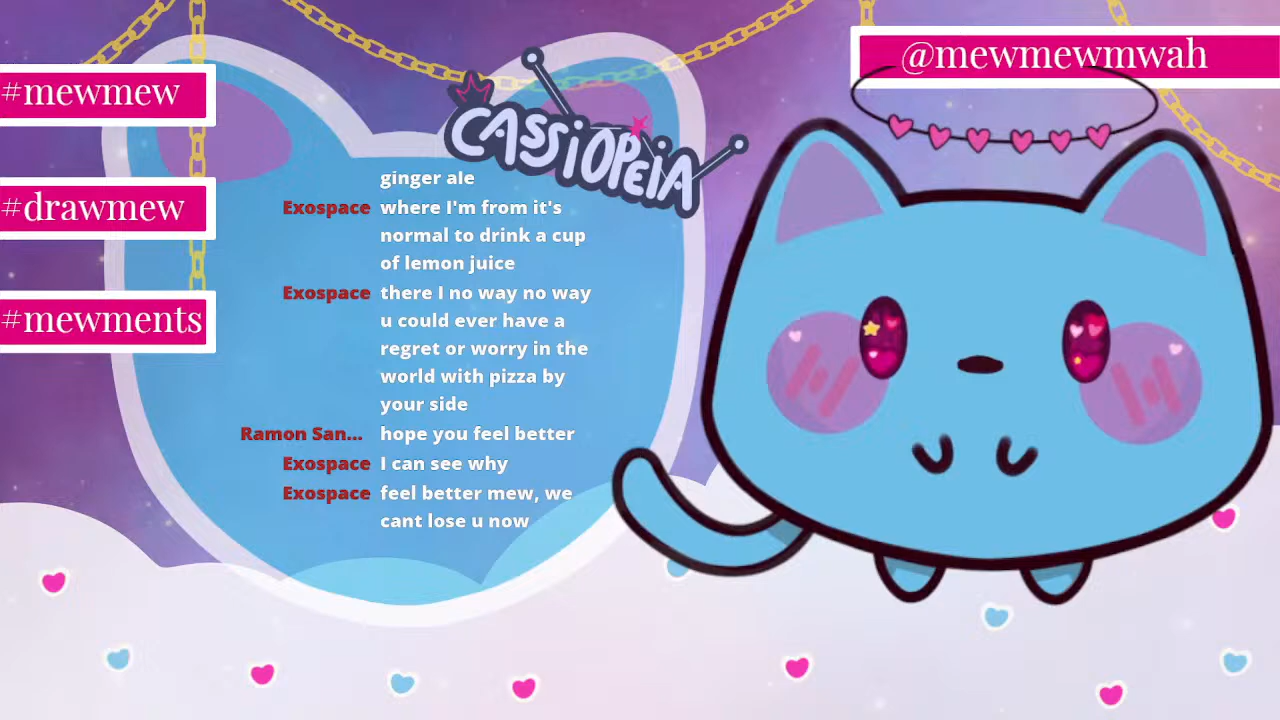 @mewmewmwah
#mewmew
#drawmew
#mewments
CASSIOPEIA
ginger ale
Exospace where I'm from it's
normal to drink a cup
of lemon juice
Exospace there I no way no way
u could ever have a
regret or worry in the
world with pizza by
your side
Ramon San... hope you feel better
Exospace I can see why
Exospace feel better mew, we
cant lose u now